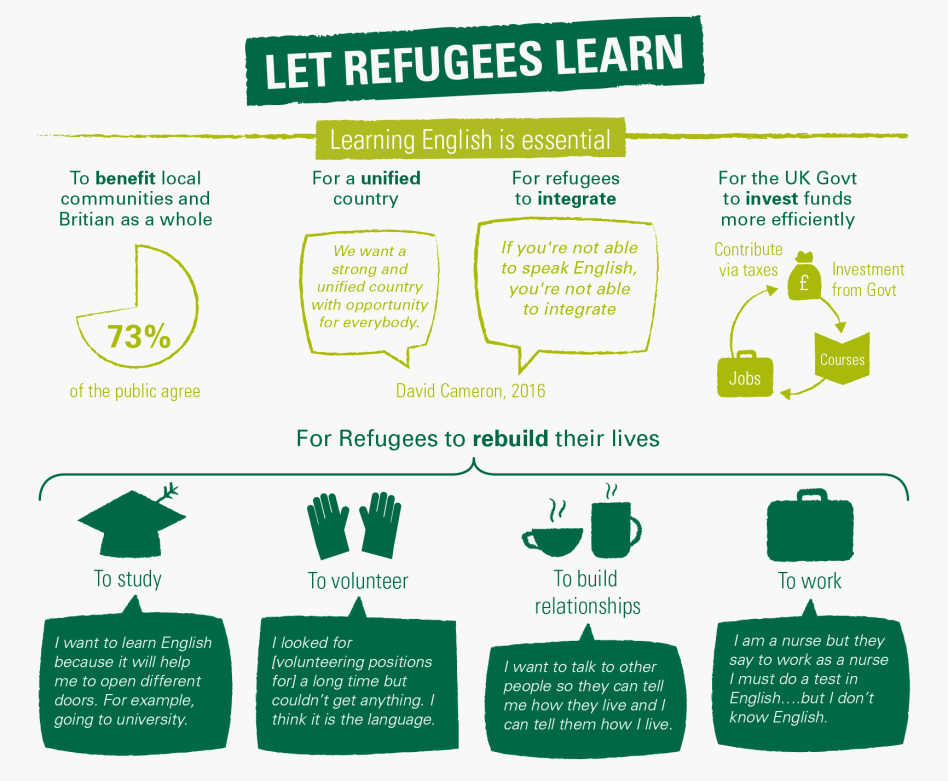 LET REFUGEES LEARN
Learning English is essential
To benefit local
communities and
Britian as a whole
73%
of the public agree
For a unified
country
We want a
strong and
unified country
with opportunity
for everybody.
For refugees
to integrate
If you're not able
to speak English,
you're not able
to integrate
David Cameron, 2016
For the UK Govt
to invest funds
more efficiently
Contribute
via taxes
£
Investment
from Govt
Courses
Jobs
For Refugees to rebuild their lives
To study
I want to learn English
because it will help
me to open different
doors. For example,
going to university.
To volunteer
I looked for
[volunteering positions
for] a long time but
couldn't get anything. I
think it is the language.
To build
relationships
I want to talk to other
people so they can tell
me how they live and I
can tell them how I live.
To work
I am a nurse but they
say to work as a nurse
I must do a test in
English....but I don't
know English.